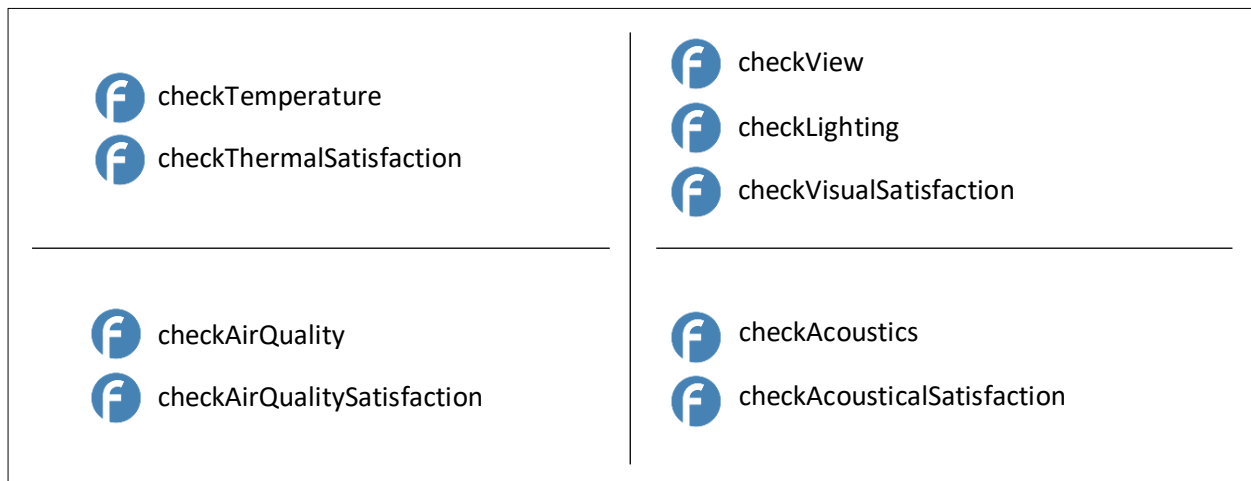 checkTemperature
checkThermalSatisfaction
checkView
checkLighting
checkVisualSatisfaction
checkAirQuality
checkAirQualitySatisfaction
checkAcoustics
checkAcousticalSatisfaction